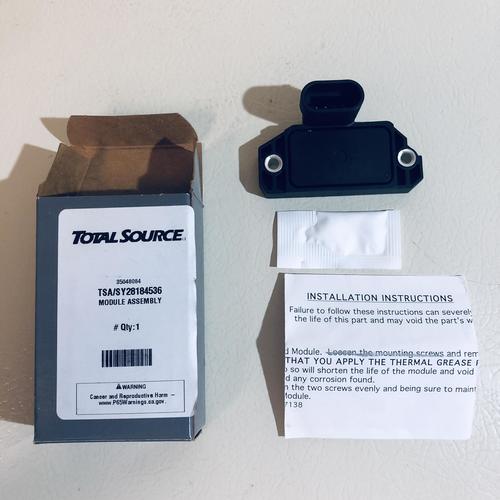 TOTAL SOURCE
35048084
TSA/SY28184536
MODULE ASSEMBLY
# Qty:1
WARNING
Cancer and Reproductive Harm -
www.P65Warnings.ca.gov.
INSTALLATION INSTRUCTIONS
Failure to follow these instructions can severely
the life of this part and may void the part's w
d Module. Loosen the mounting screws and rem
THAT YOU APPLY THE THERMAL GREASE
o so will shorten the life of the module and void
d any corrosion found.
n the two screws evenly and being sure to maint
Module.
7138